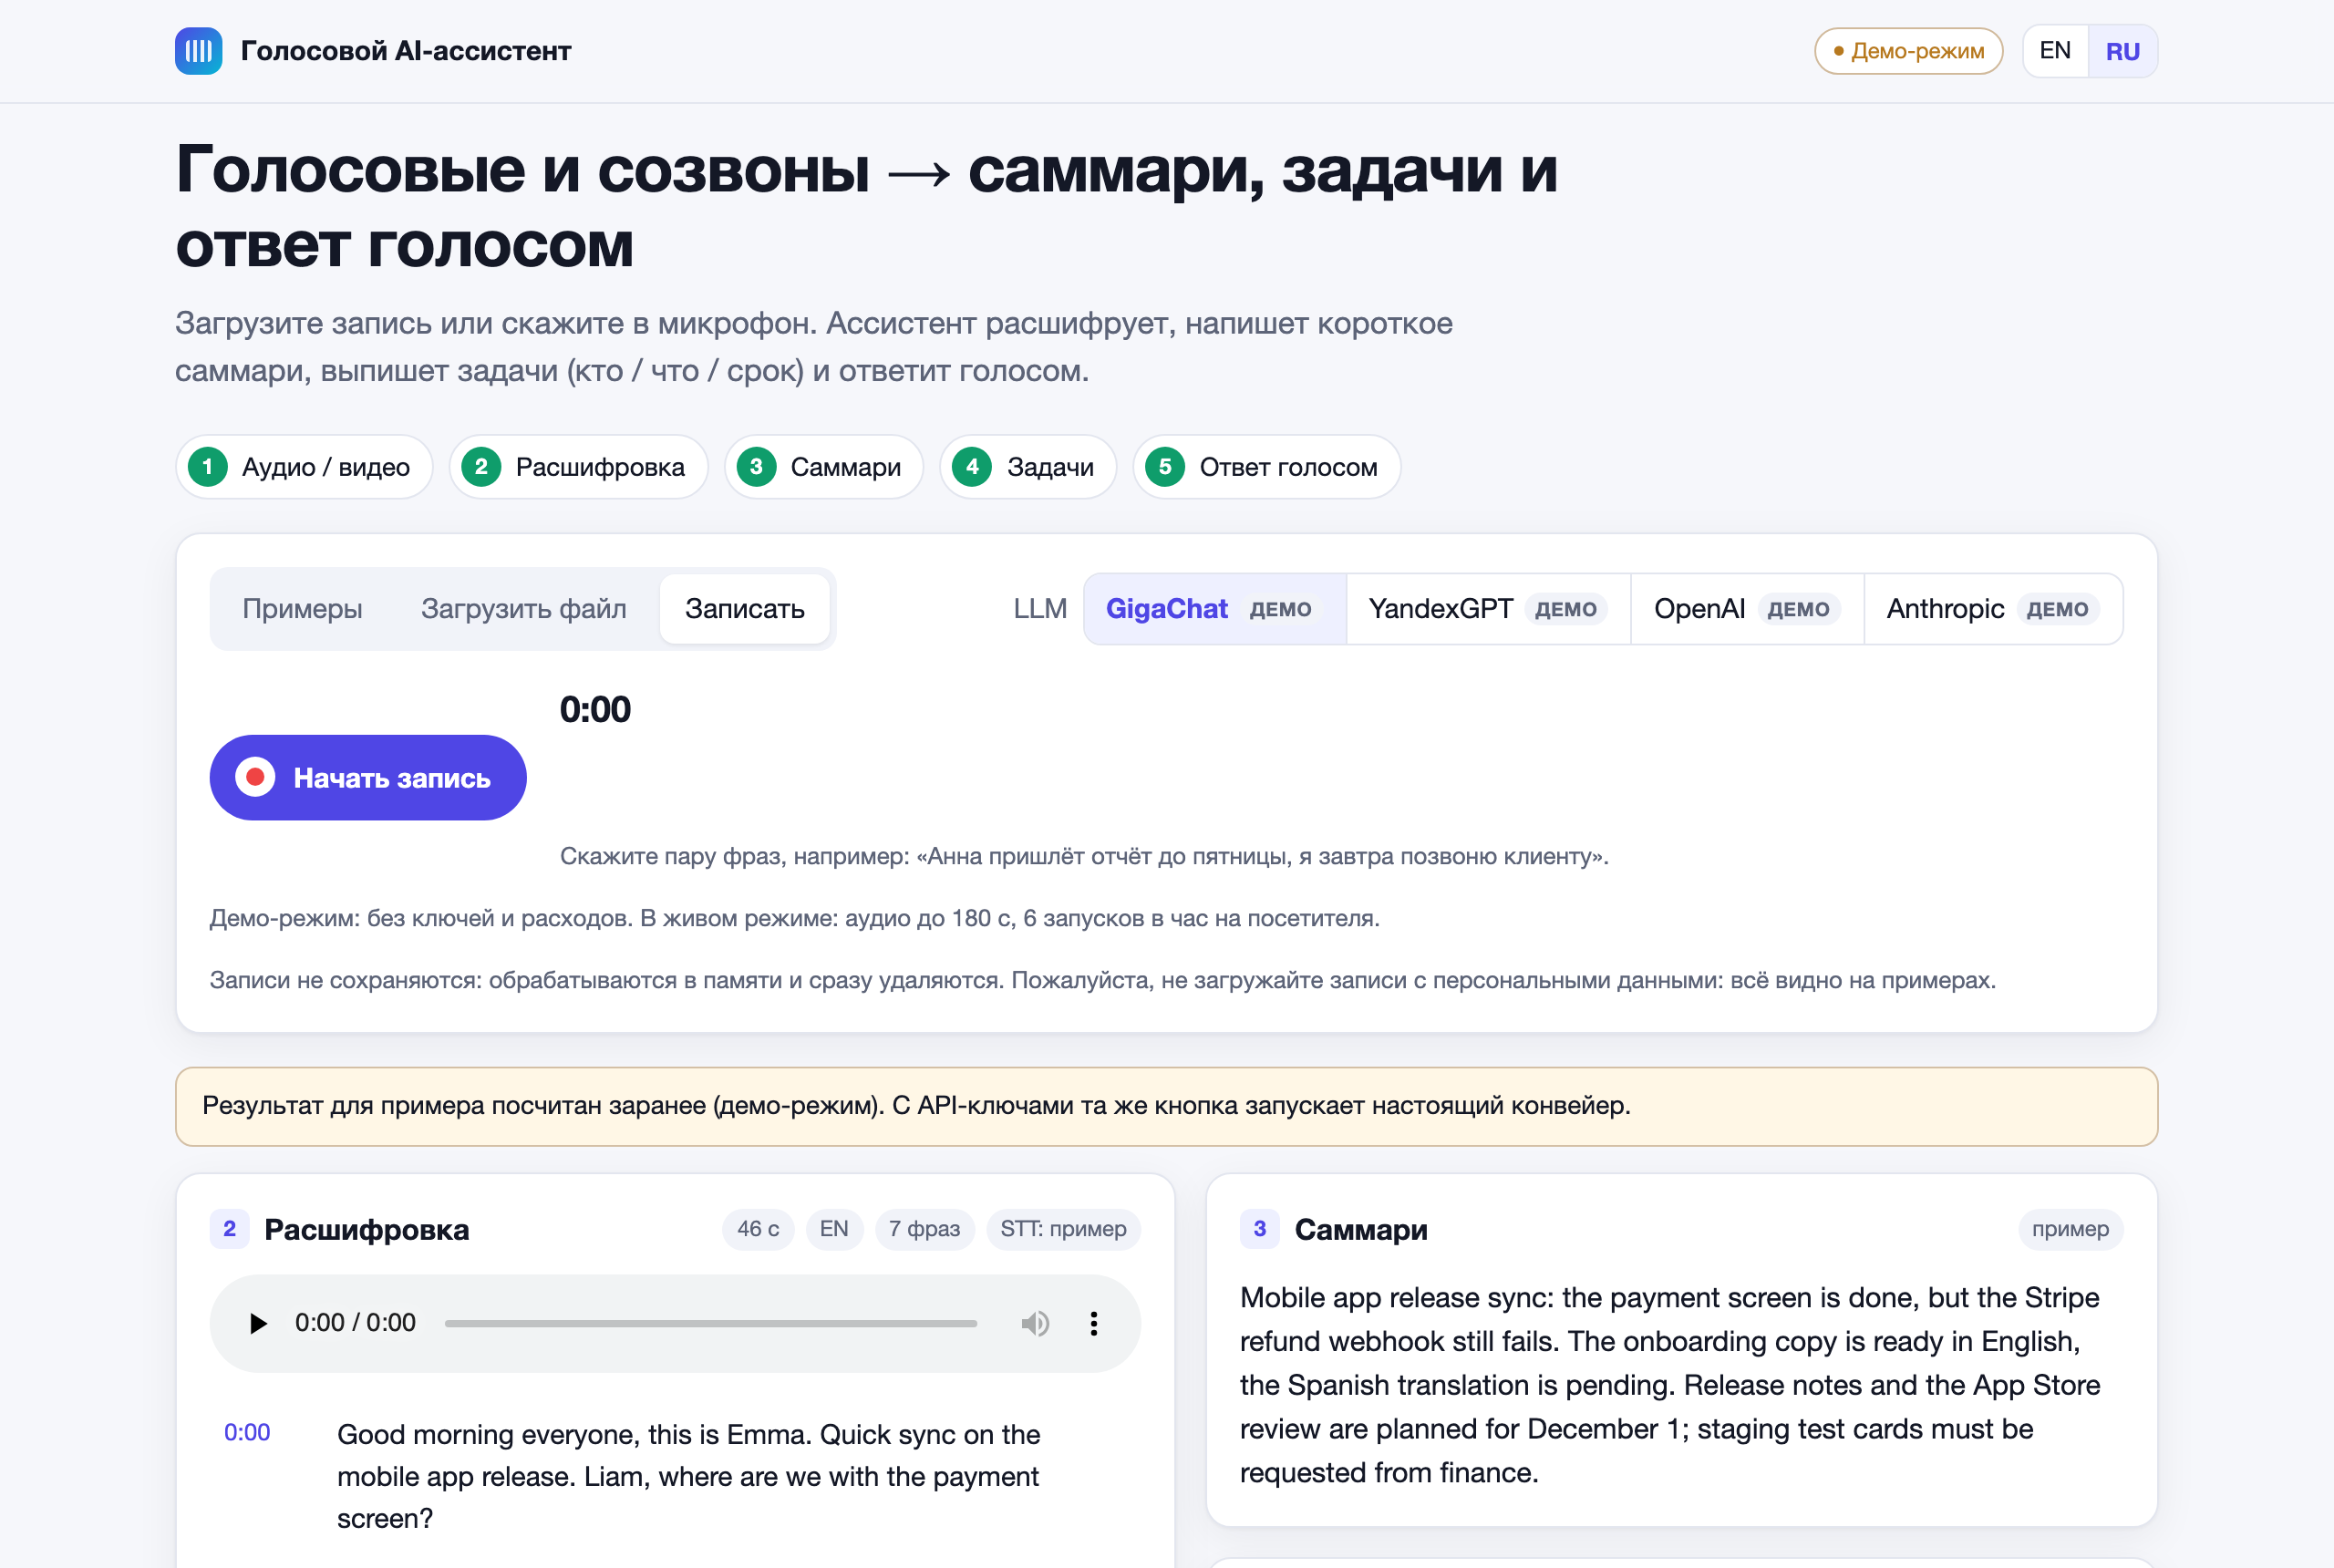 Голосовой AI-ассистент
Демо-режим
EN
RU
Голосовые и созвоны → саммари, задачи и
ответ голосом
Загрузите запись или скажите в микрофон. Ассистент расшифрует, напишет короткое
саммари, выпишет задачи (кто / что / срок) и ответит голосом.
1 Аудио / видео
2 Расшифровка
3 Саммари
4 Задачи
5 Ответ голосом
Примеры
Загрузить файл
Записать
LLM
GigaChat ДЕМО
YandexGPT ДЕМО
OpenAI ДЕМО
Anthropic ДЕМО
0:00
Начать запись
Скажите пару фраз, например: «Анна пришлёт отчёт до пятницы, я завтра позвоню клиенту».
Демо-режим: без ключей и расходов. В живом режиме: аудио до 180 с, 6 запусков в час на посетителя.
Записи не сохраняются: обрабатываются в памяти и сразу удаляются. Пожалуйста, не загружайте записи с персональными данными: всё видно на примерах.
Результат для примера посчитан заранее (демо-режим). С API-ключами та же кнопка запускает настоящий конвейер.
2 Расшифровка
46 с
EN
7 фраз
STT: пример
0:00 / 0:00
0:00
Good morning everyone, this is Emma. Quick sync on the
mobile app release. Liam, where are we with the payment
screen?
3 Саммари
пример
Mobile app release sync: the payment screen is done, but the Stripe
refund webhook still fails. The onboarding copy is ready in English,
the Spanish translation is pending. Release notes and the App Store
review are planned for December 1; staging test cards must be
requested from finance.